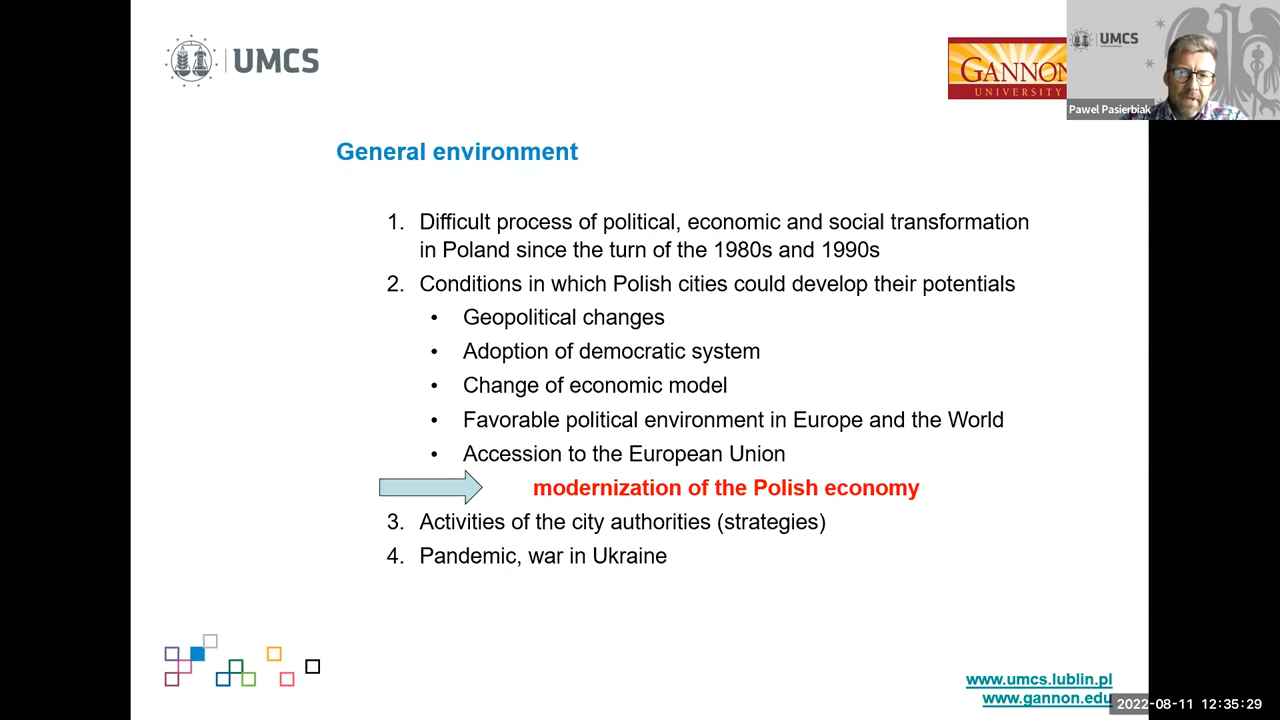 UMCS
GANNON
UNIVERSITY
UMCS
Pawel Pasierbiak
General environment
1. Difficult process of political, economic and social transformation
in Poland since the turn of the 1980s and 1990s
2. Conditions in which Polish cities could develop their potentials
• Geopolitical changes
• Adoption of democratic system
• Change of economic model
• Favorable political environment in Europe and the World
• Accession to the European Union
modernization of the Polish economy
3. Activities of the city authorities (strategies)
4. Pandemic, war in Ukraine
www.umcs.lublin.pl
www.gannon.edu
2022-08-11 12:35:29